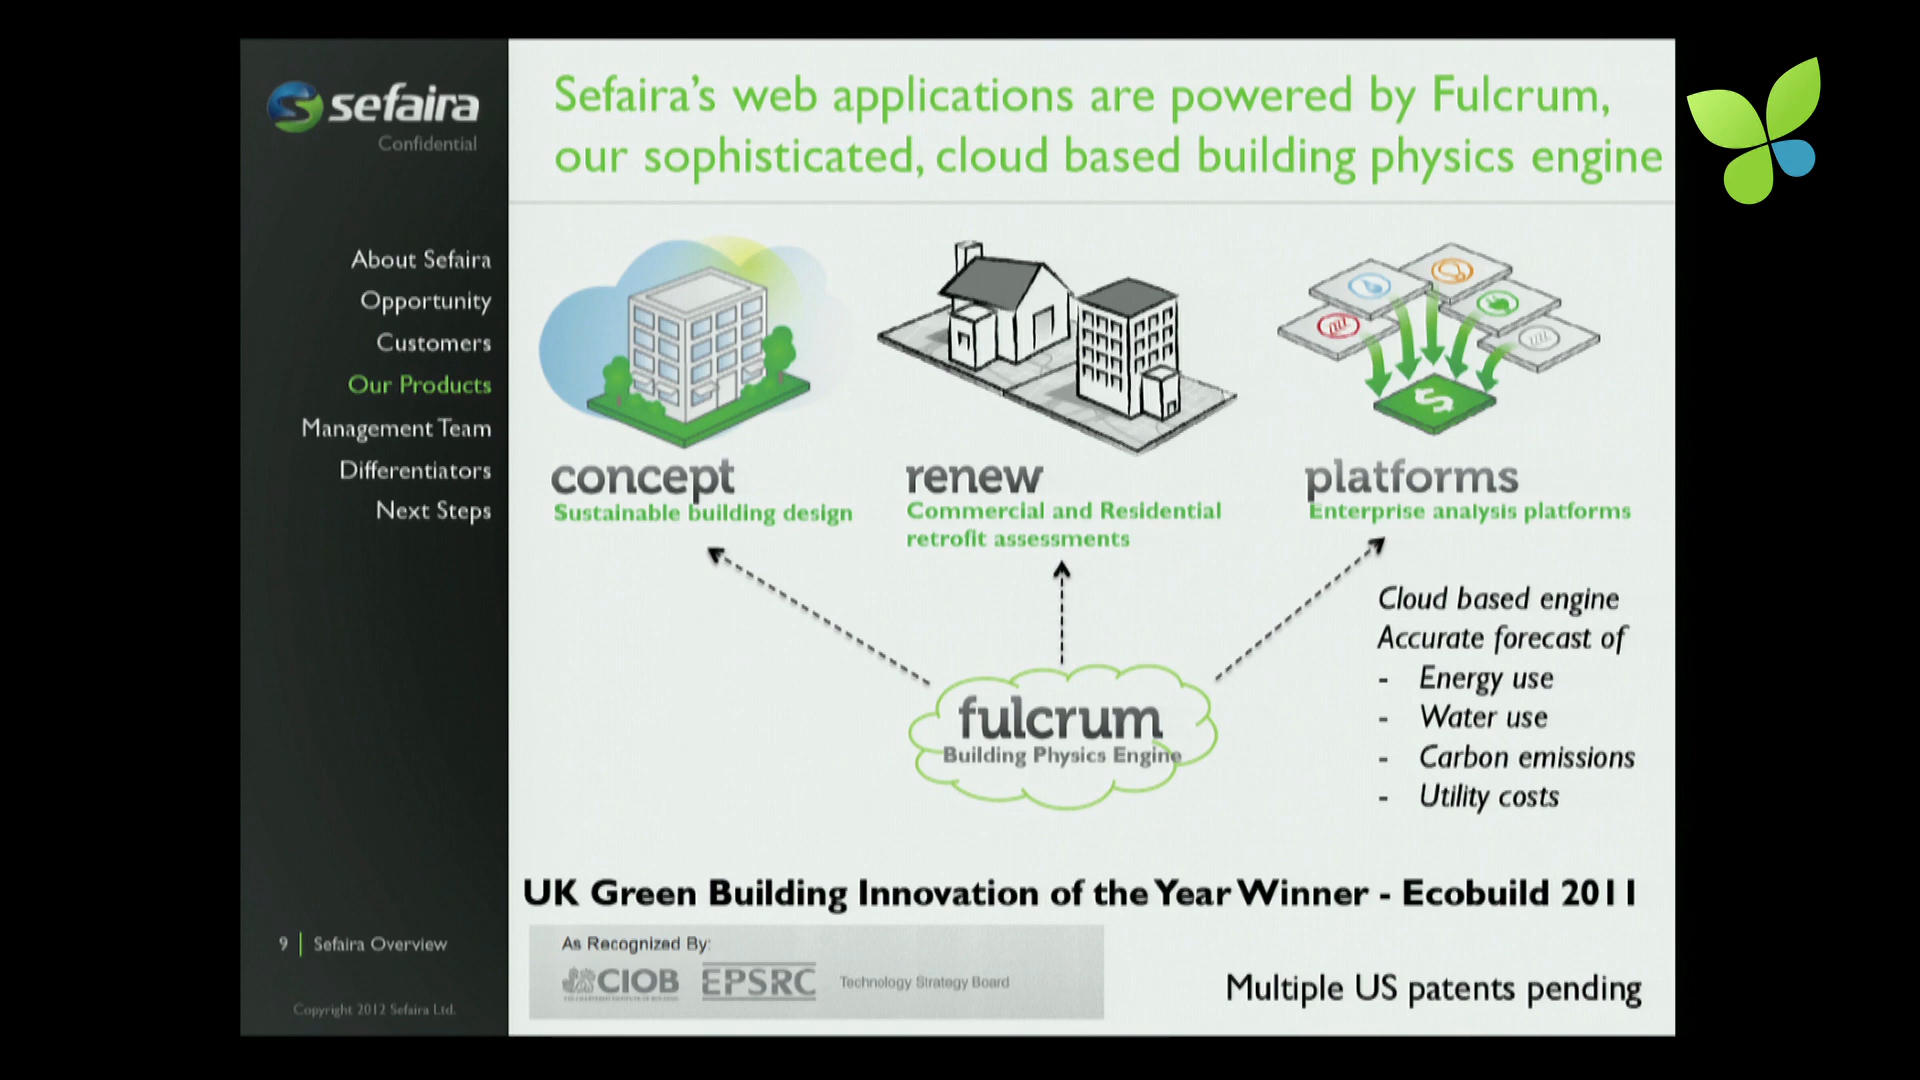 sefaira
Confidential
About Sefaira
Opportunity
Customers
Our Products
Management Team
Differentiators
Next Steps
9 | Sefaira Overview
Copyright 2012 Sefaira Ltd.
Sefaira's web applications are powered by Fulcrum,
our sophisticated, cloud based building physics engine
concept
Sustainable building design
renew
Commercial and Residential
retrofit assessments
platforms
Enterprise analysis platforms
$
fulcrum
Building Physics Engine
Cloud based engine
Accurate forecast of
- Energy use
- Water use
- Carbon emissions
- Utility costs
UK Green Building Innovation of the Year Winner - Ecobuild 2011
As Recognized By:
CIOB EPSRC Technology Strategy Board
Multiple US patents pending